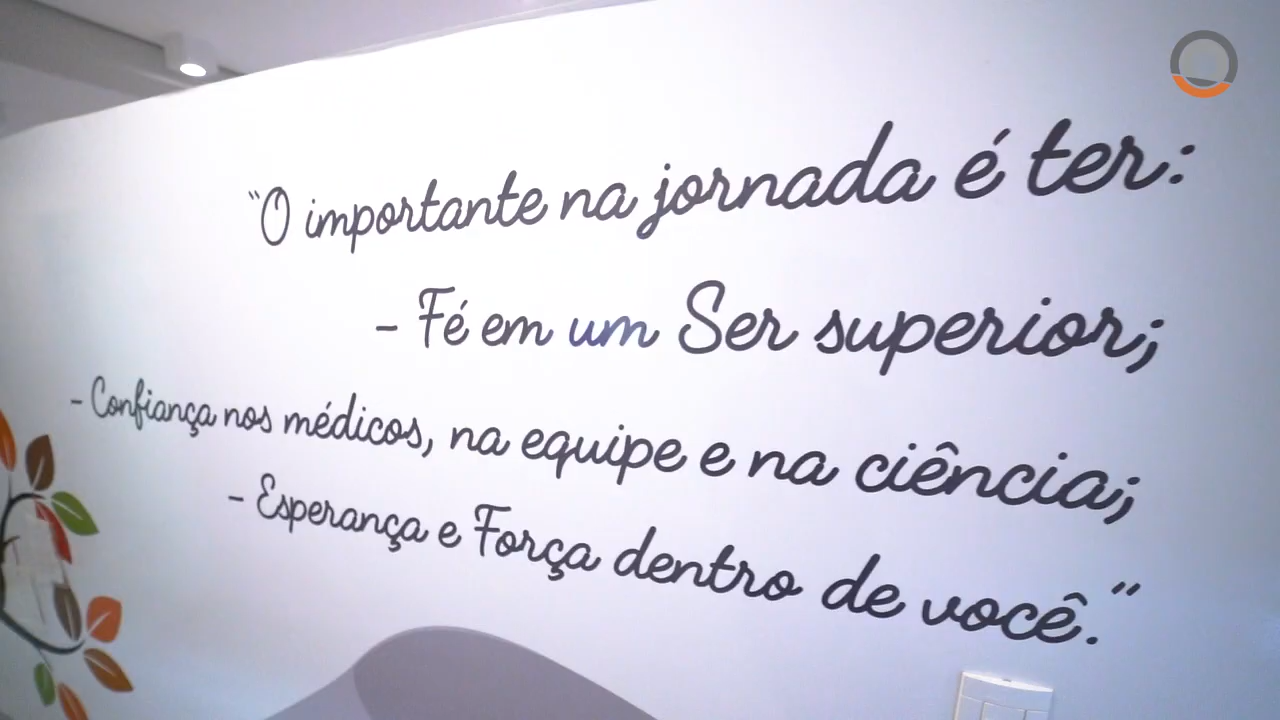 "O importante na jornada é ter:
- Fé em um Ser superior;
- Confiança nos médicos, na equipe e na ciência;
- Esperança e Força dentro de você."